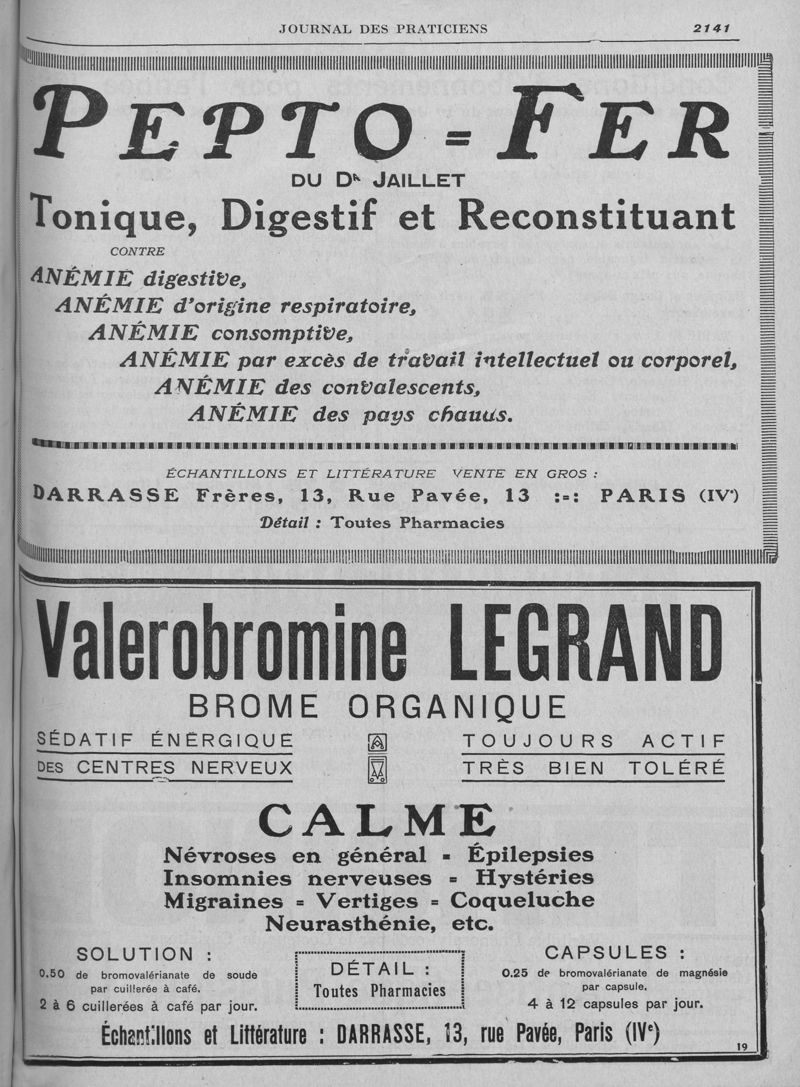 JOURNAL DES PRATICIENS 2141
PEPTO = FER
DU Dr JAILLET
Tonique, Digestif et Reconstituant
CONTRE
ANÉMIE digestive,
ANÉMIE d'origine respiratoire,
ANÉMIE consomptive,
ANÉMIE par excès de travail intellectuel ou corporel,
ANÉMIE des convalescents,
ANÉMIE des pays chauds.
ÉCHANTILLONS ET LITTÉRATURE VENTE EN GROS :
DARRASSE Frères, 13, Rue Pavée, 13 :=: PARIS (IVe)
Détail : Toutes Pharmacies
Valerobromine LEGRAND
BROME ORGANIQUE
SÉDATIF ÉNERGIQUE
DES CENTRES NERVEUX
TOUJOURS ACTIF
TRÈS BIEN TOLÉRÉ
CALME
Névroses en général = Épilepsies
Insomnies nerveuses = Hystéries
Migraines = Vertiges = Coqueluche
Neurasthénie, etc.
SOLUTION :
0.50 de bromovalérianate de soude
par cuillerée à café.
2 à 6 cuillerées à café par jour.
DÉTAIL :
Toutes Pharmacies
CAPSULES :
0.25 de bromovalérianate de magnésie
par capsule.
4 à 12 capsules par jour.
Échantillons et Littérature : DARRASSE, 13, rue Pavée, Paris (IVe)
19